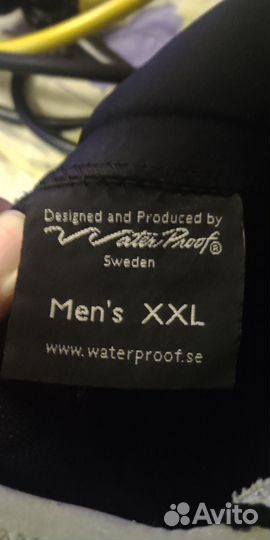 Designed and Produced by
WaterProof®
Sweden
Men's XXL
www.waterproof.se
Avito